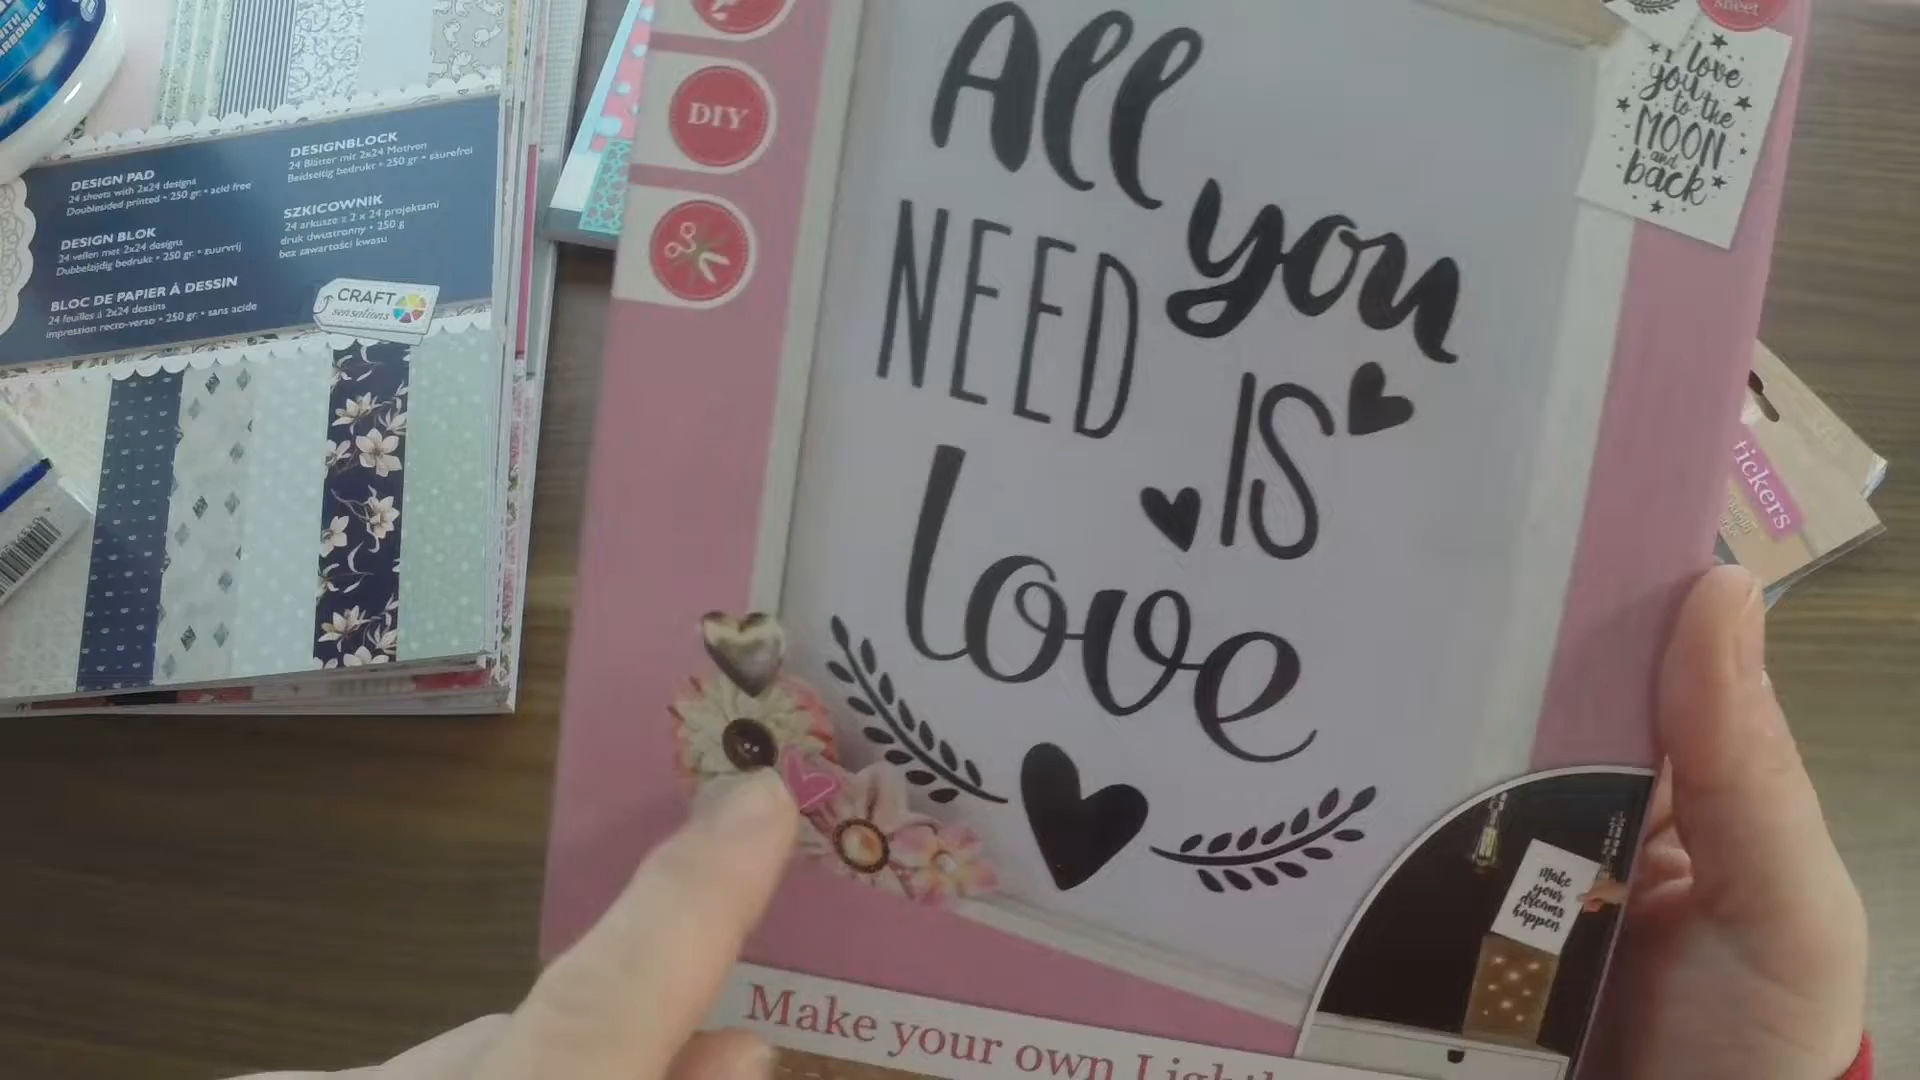 WITH
DESIGN PAD
24 sheets with 2x24 designs
Doublesided printed • 250 gr. • acid free
DESIGN BLOK
24 vellen met 2x24 designs
Dubbelzijdig bedrukt • 250 gr. • zuurvrij
BLOC DE PAPIER À DESSIN
24 feuilles à 2x24 dessins
impression recto-verso • 250 gr. • sans acide
DESIGNBLOCK
24 Blätter mit 2x24 Motiven
Beidseitig bedrukt • 250 gr. • säurefrei
SZKICOWNIK
24 arkusze z 2 x 24 projektami
druk dwustronny • 250 g
bez zawartości kwasu
CRAFT
sensations
DIY
All
you
NEED
IS
love
sheet
I love
you to
the
MOON
and
back
Make
your
dreams
happen
Make your own